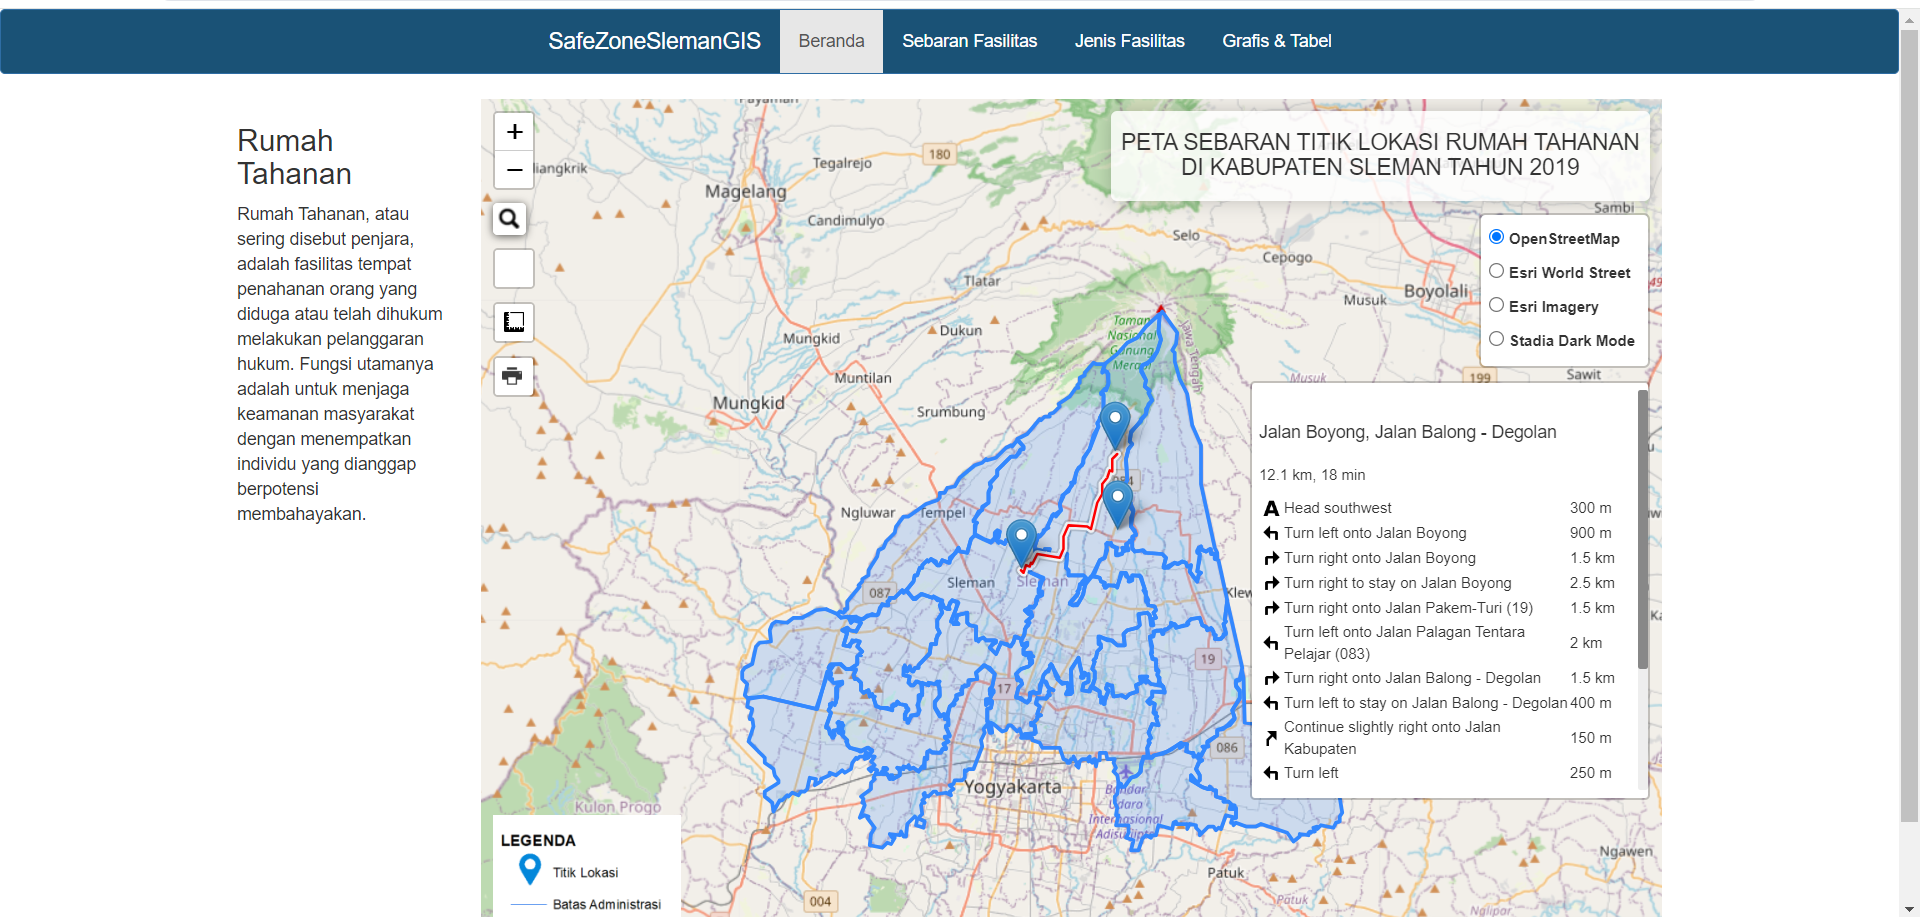 SafeZoneSlemanGIS
Beranda
Sebaran Fasilitas
Jenis Fasilitas
Grafis & Tabel
Rumah
Tahanan
Rumah Tahanan, atau
sering disebut penjara,
adalah fasilitas tempat
penahanan orang yang
diduga atau telah dihukum
melakukan pelanggaran
hukum. Fungsi utamanya
adalah untuk menjaga
keamanan masyarakat
dengan menempatkan
individu yang dianggap
berpotensi
membahayakan.
+
−
PETA SEBARAN TITIK LOKASI RUMAH TAHANAN
DI KABUPATEN SLEMAN TAHUN 2019
OpenStreetMap
Esri World Street
Esri Imagery
Stadia Dark Mode
Jalan Boyong, Jalan Balong - Degolan
12.1 km, 18 min
A Head southwest 300 m
Turn left onto Jalan Boyong 900 m
Turn right onto Jalan Boyong 1.5 km
Turn right to stay on Jalan Boyong 2.5 km
Turn right onto Jalan Pakem-Turi (19) 1.5 km
Turn left onto Jalan Palagan Tentara
Pelajar (083) 2 km
Turn right onto Jalan Balong - Degolan 1.5 km
Turn left to stay on Jalan Balong - Degolan 400 m
Continue slightly right onto Jalan
Kabupaten 150 m
Turn left 250 m
Tegalrejo
180
Magelang
Candimulyo
Sambi
Selo
Cepogo
Tlatar
Musuk
Boyolali
Dukun
Taman
Nasional
Gunung
Merapi
Jawa Tengah
Mungkid
Muntilan
Musuk
199
Sawit
Mungkid
Srumbung
Ngluwar
Tempel
Sleman
Sleman
087
19
17
086
Yogyakarta
Bandar
Udara
Internasional
Adisutjipto
Kulon Progo
Ngawen
Patuk
Patuk
004
LEGENDA
Titik Lokasi
Batas Administrasi